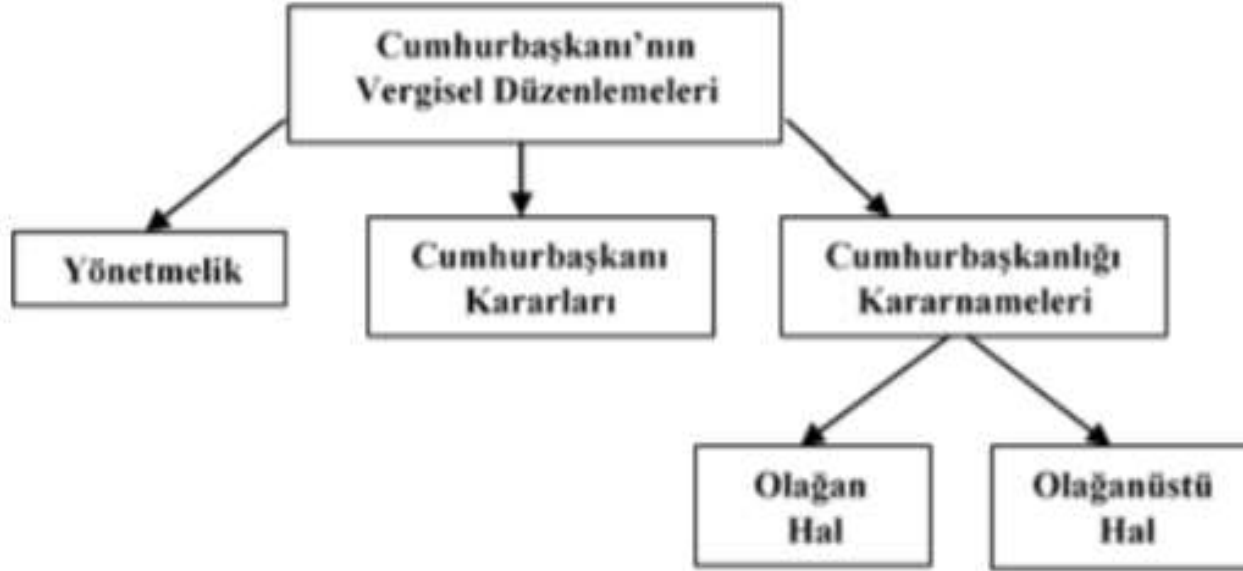 Cumhurbaşkanı’nın
Vergisel Düzenlemeleri
Yönetmelik
Cumhurbaşkanı
Kararları
Cumhurbaşkanlığı
Kararnameleri
Olağan
Hal
Olağanüstü
Hal